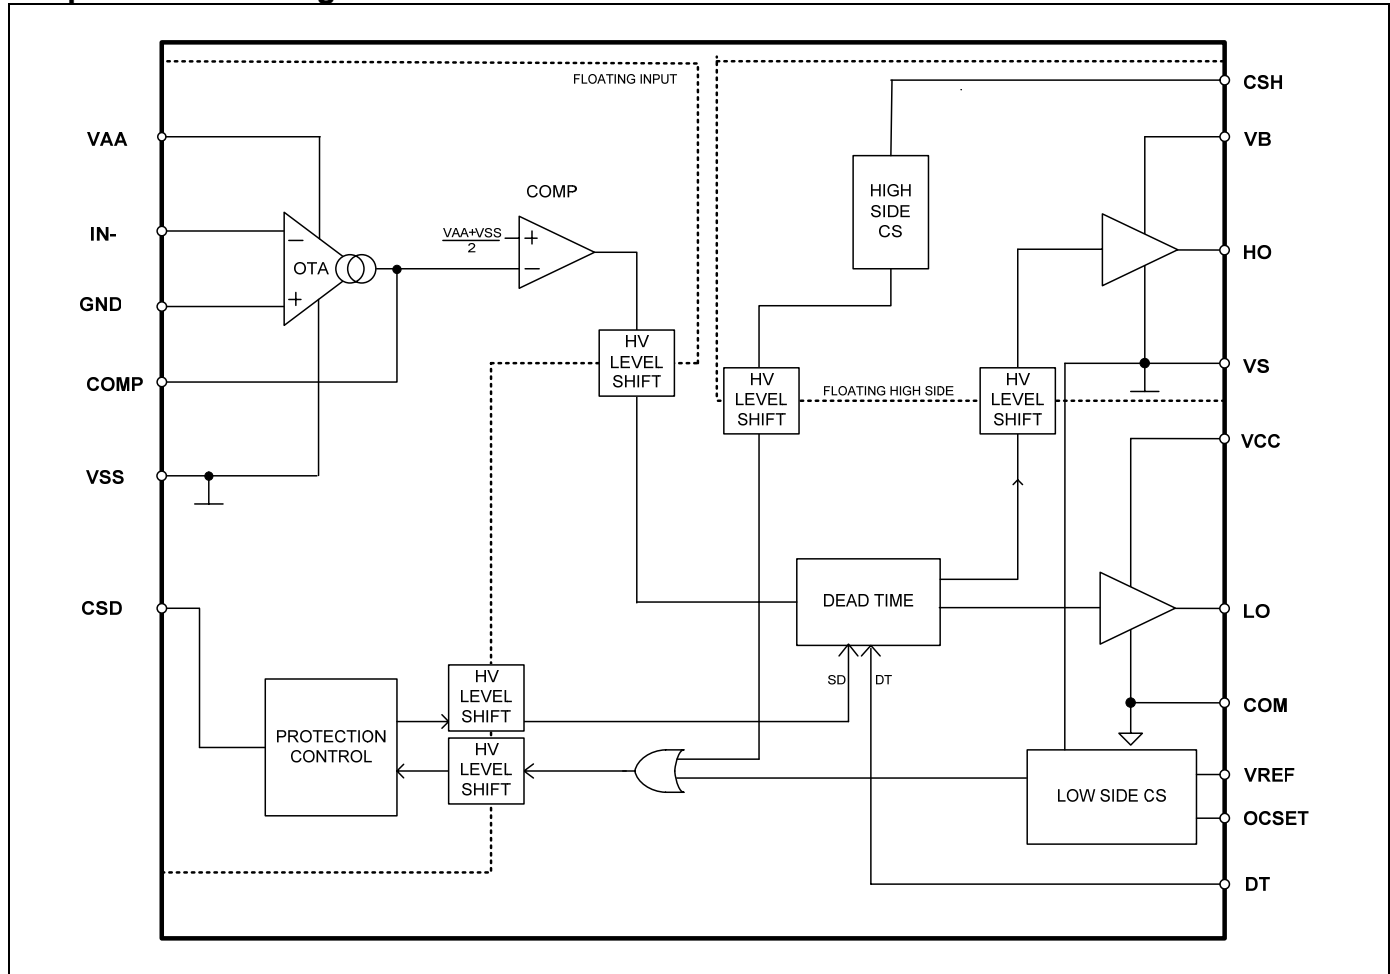 FLOATING INPUT
CSH
VAA
VB
COMP
HIGH
SIDE
CS
IN-
VAA+VSS
2
+
−
−
OTA
+
HO
GND
HV
LEVEL
SHIFT
VS
COMP
HV
LEVEL
SHIFT
FLOATING HIGH SIDE
HV
LEVEL
SHIFT
VCC
VSS
CSD
DEAD TIME
LO
SD
DT
HV
LEVEL
SHIFT
COM
PROTECTION
CONTROL
HV
LEVEL
SHIFT
LOW SIDE CS
VREF
OCSET
DT